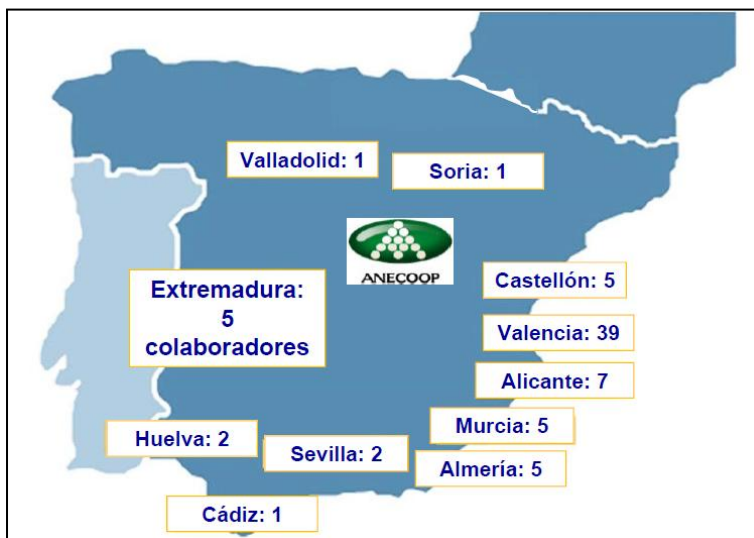 Valladolid: 1
Soria: 1
ANECOOP
Extremadura:
5
colaboradores
Castellón: 5
Valencia: 39
Alicante: 7
Murcia: 5
Huelva: 2
Sevilla: 2
Almería: 5
Cádiz: 1